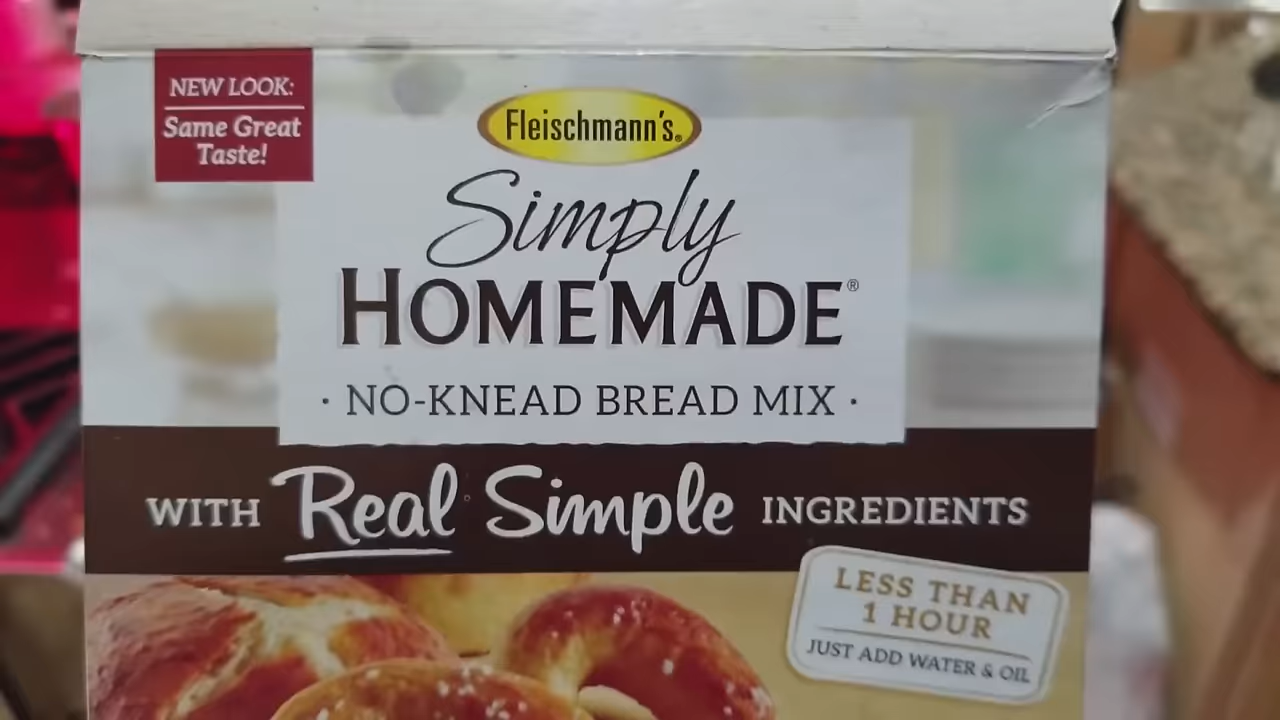 NEW LOOK:
Same Great
Taste!
Fleischmann's®
Simply
HOMEMADE®
· NO-KNEAD BREAD MIX ·
WITH Real Simple INGREDIENTS
LESS THAN
1 HOUR
JUST ADD WATER & OIL